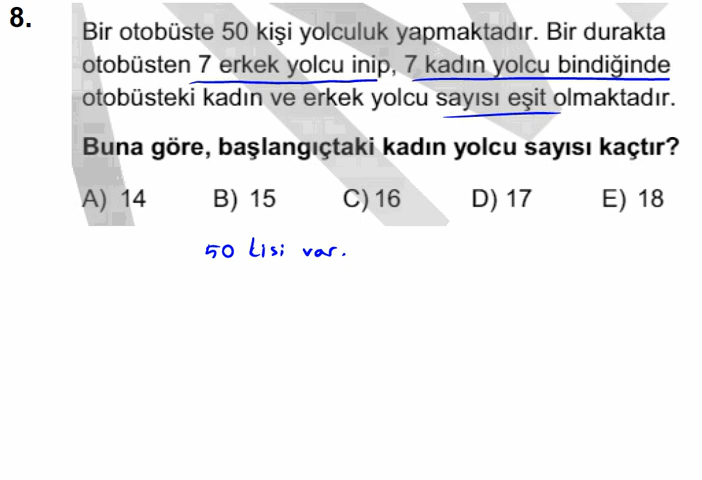 8.
Bir otobüste 50 kişi yolculuk yapmaktadır. Bir durakta
otobüsten 7 erkek yolcu inip, 7 kadın yolcu bindiğinde
otobüsteki kadın ve erkek yolcu sayısı eşit olmaktadır.
Buna göre, başlangıçtaki kadın yolcu sayısı kaçtır?
A) 14 B) 15 C) 16 D) 17 E) 18
50 kisi var.